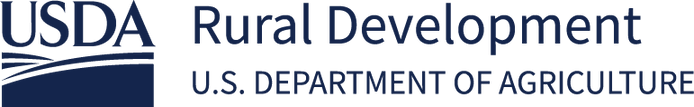 USDA
Rural Development
U.S. DEPARTMENT OF AGRICULTURE